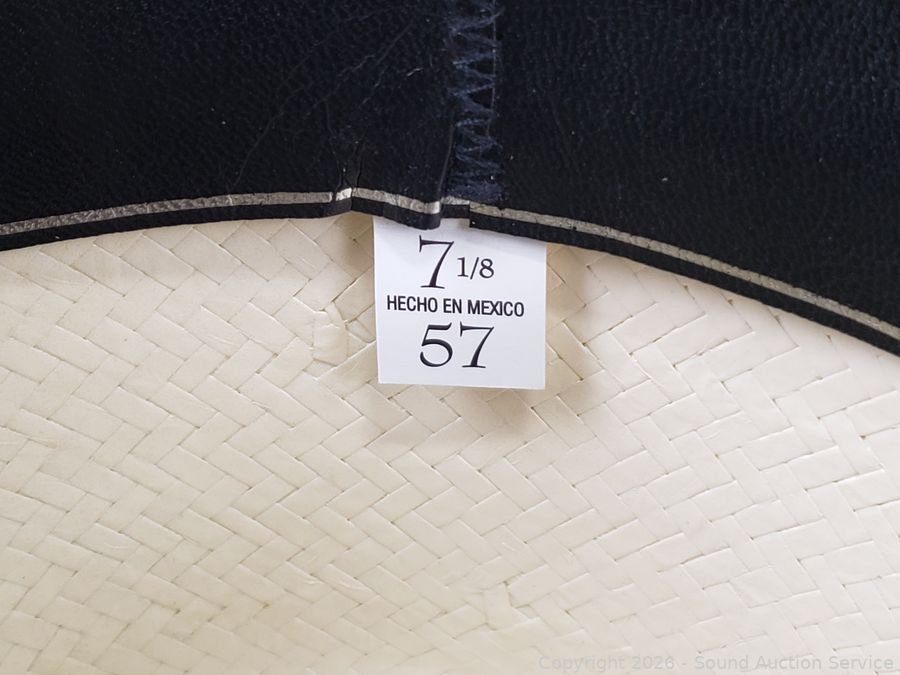 7 1/8
HECHO EN MEXICO
57
Copyright 2026 - Sound Auction Service